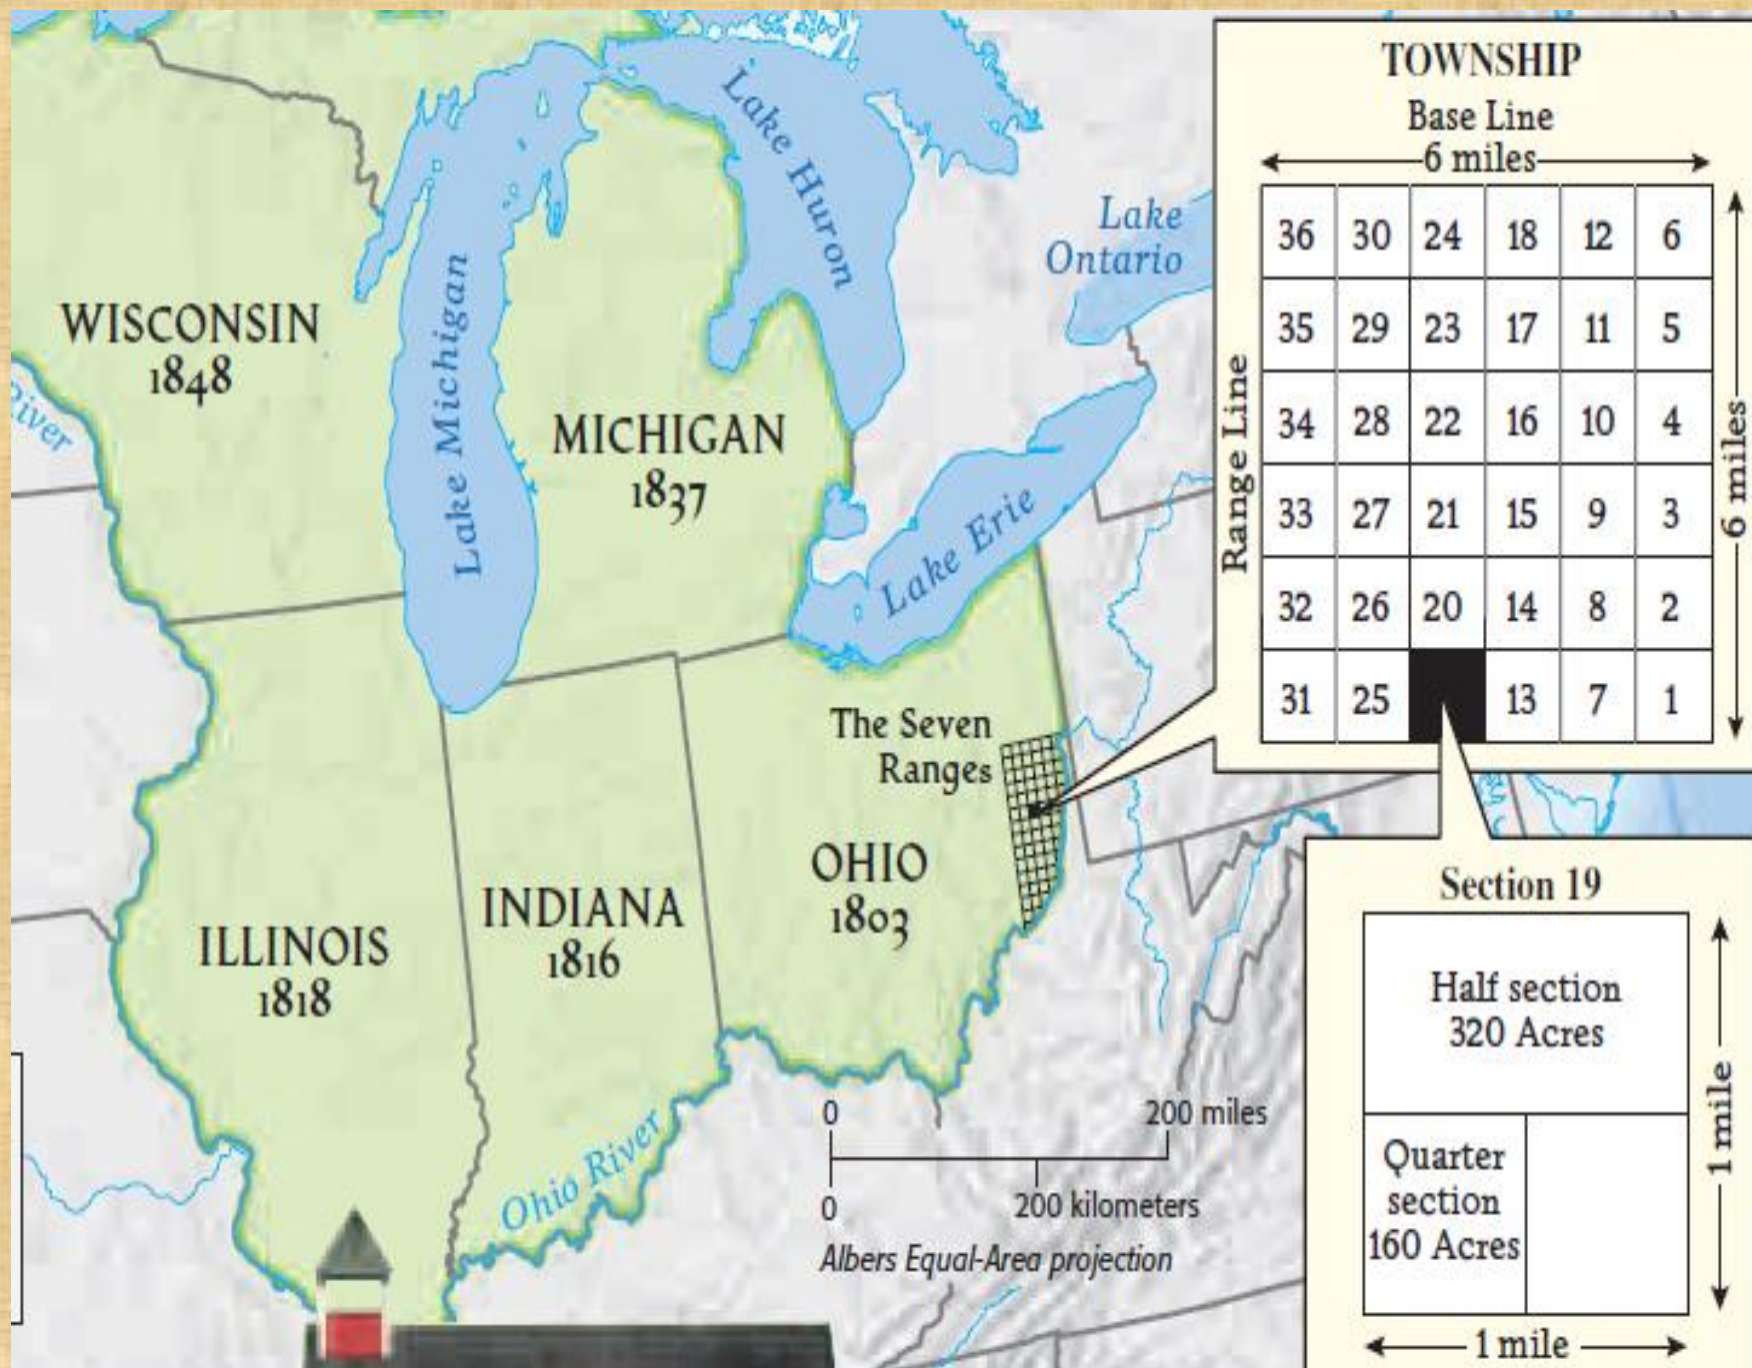 Lake Huron
Lake
Ontario
WISCONSIN
1848
Lake Michigan
River
MICHIGAN
1837
Lake Erie
The Seven
Ranges
OHIO
1803
INDIANA
1816
ILLINOIS
1818
Ohio River
0 200 miles
0 200 kilometers
Albers Equal-Area projection
TOWNSHIP
Base Line
6 miles
Range Line
36 30 24 18 12 6
35 29 23 17 11 5
34 28 22 16 10 4
33 27 21 15 9 3
32 26 20 14 8 2
31 25 13 7 1
6 miles
Section 19
Half section
320 Acres
Quarter
section
160 Acres
1 mile
1 mile